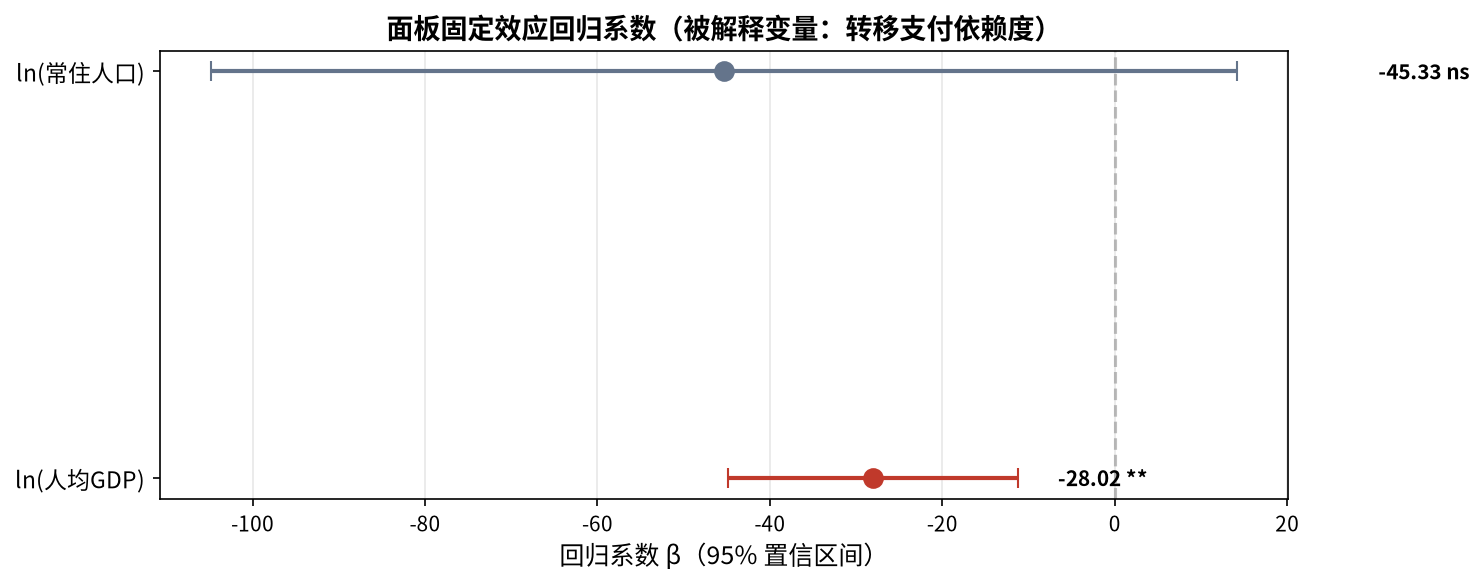 面板固定效应回归系数（被解释变量：转移支付依赖度）
ln(常住人口)
-45.33 ns
ln(人均GDP)
-28.02 **
-100 -80 -60 -40 -20 0 20
回归系数 β（95% 置信区间）